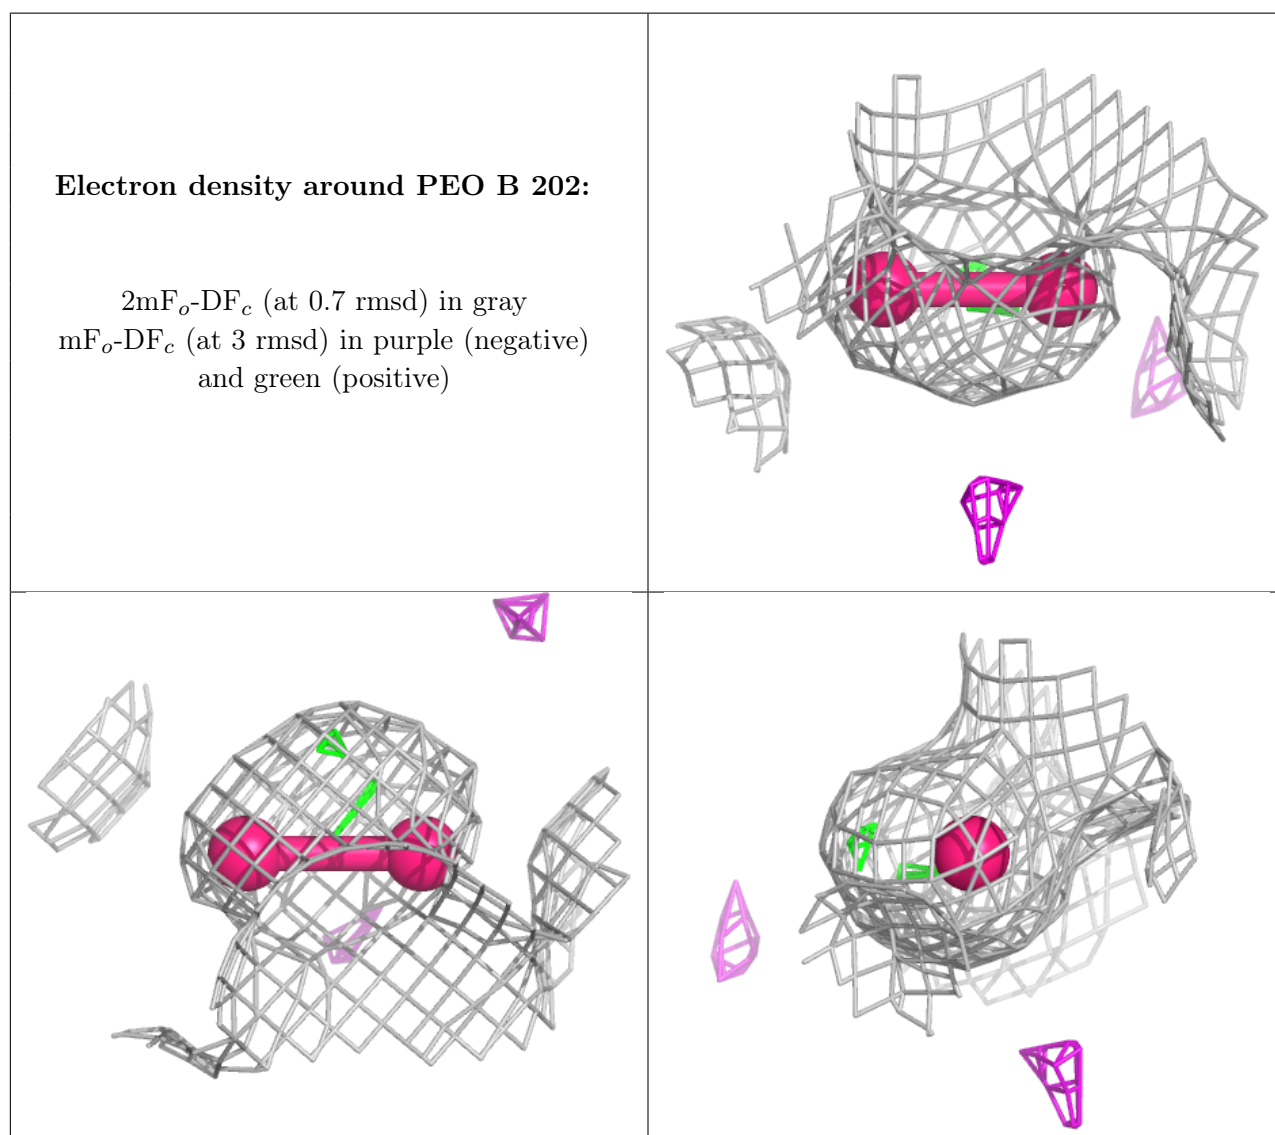 Electron density around PEO B 202:
2mFo-DFc (at 0.7 rmsd) in gray
mFo-DFc (at 3 rmsd) in purple (negative)
and green (positive)